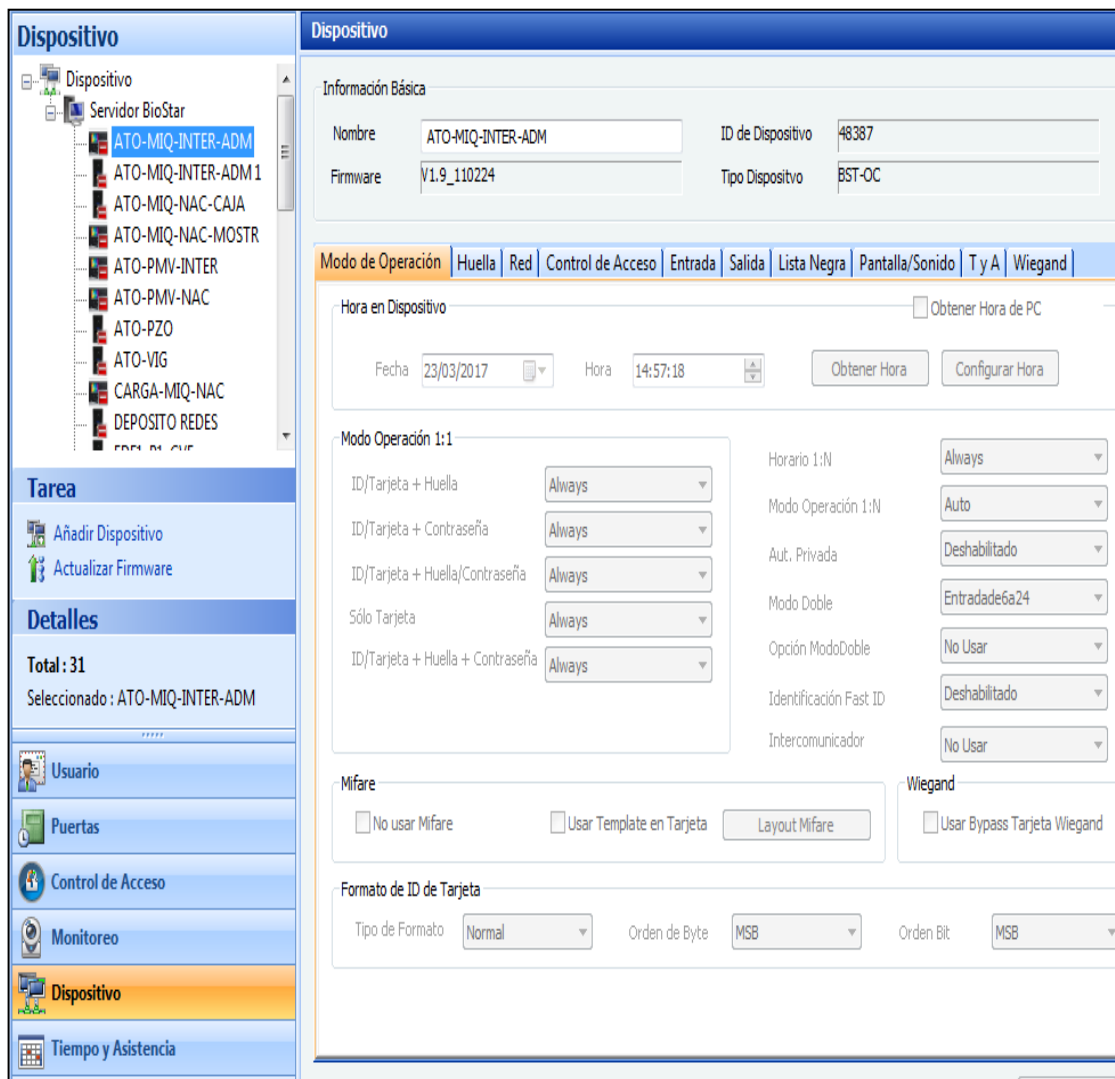 Dispositivo
Dispositivo
Servidor BioStar
ATO-MIQ-INTER-ADM
ATO-MIQ-INTER-ADM1
ATO-MIQ-NAC-CAJA
ATO-MIQ-NAC-MOSTR
ATO-PMV-INTER
ATO-PMV-NAC
ATO-PZO
ATO-VIG
CARGA-MIQ-NAC
DEPOSITO REDES
Tarea
Añadir Dispositivo
Actualizar Firmware
Detalles
Total : 31
Seleccionado : ATO-MIQ-INTER-ADM
Usuario
Puertas
Control de Acceso
Monitoreo
Dispositivo
Tiempo y Asistencia
Dispositivo
Información Básica
Nombre ATO-MIQ-INTER-ADM ID de Dispositivo 48387
Firmware V1.9_110224 Tipo Dispositvo BST-OC
Modo de Operación Huella Red Control de Acceso Entrada Salida Lista Negra Pantalla/Sonido T y A Wiegand
Hora en Dispositivo Obtener Hora de PC
Fecha 23/03/2017 Hora 14:57:18 Obtener Hora Configurar Hora
Modo Operación 1:1
ID/Tarjeta + Huella Always
ID/Tarjeta + Contraseña Always
ID/Tarjeta + Huella/Contraseña Always
Sólo Tarjeta Always
ID/Tarjeta + Huella + Contraseña Always
Horario 1:N Always
Modo Operación 1:N Auto
Aut. Privada Deshabilitado
Modo Doble Entradade6a24
Opción ModoDoble No Usar
Identificación Fast ID Deshabilitado
Intercomunicador No Usar
Mifare
No usar Mifare Usar Template en Tarjeta Layout Mifare
Wiegand
Usar Bypass Tarjeta Wiegand
Formato de ID de Tarjeta
Tipo de Formato Normal Orden de Byte MSB Orden Bit MSB